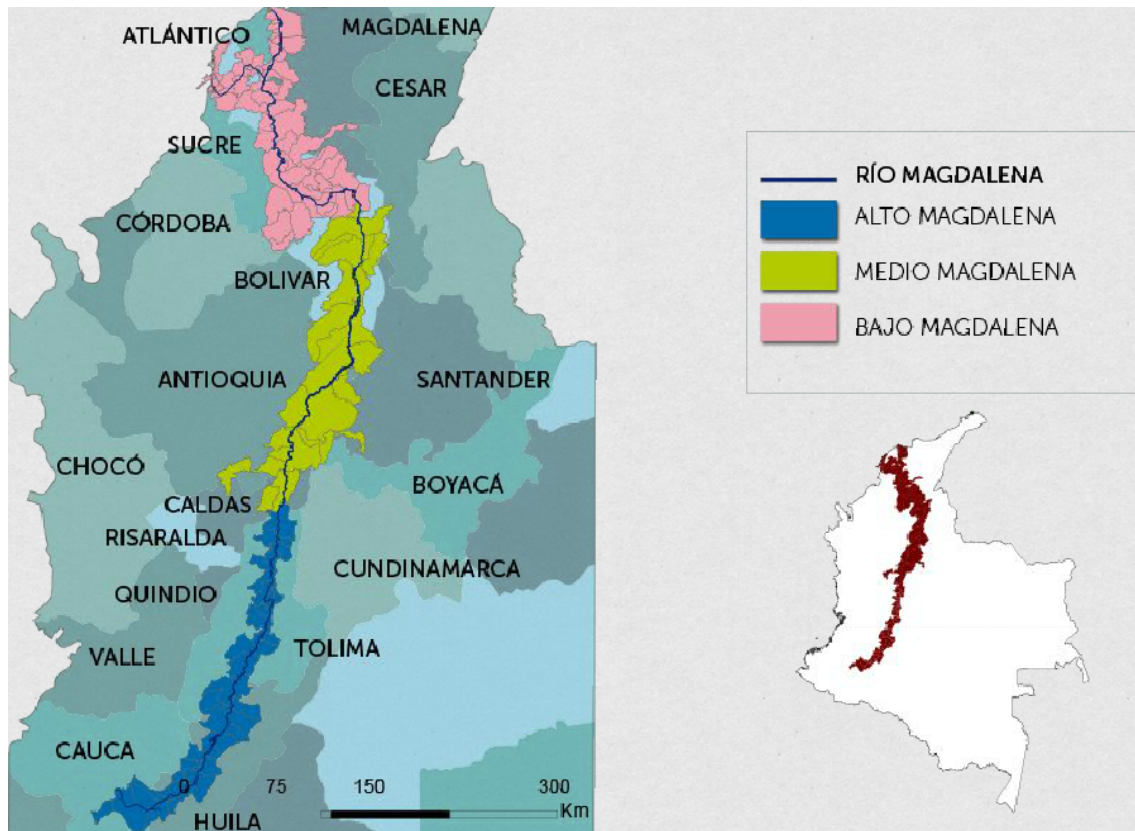 ATLÁNTICO
MAGDALENA
CESAR
SUCRE
CÓRDOBA
BOLIVAR
ANTIOQUIA
SANTANDER
CHOCÓ
BOYACÁ
CALDAS
RISARALDA
CUNDINAMARCA
QUINDIO
TOLIMA
VALLE
CAUCA
HUILA
0 75 150 300
Km
RÍO MAGDALENA
ALTO MAGDALENA
MEDIO MAGDALENA
BAJO MAGDALENA